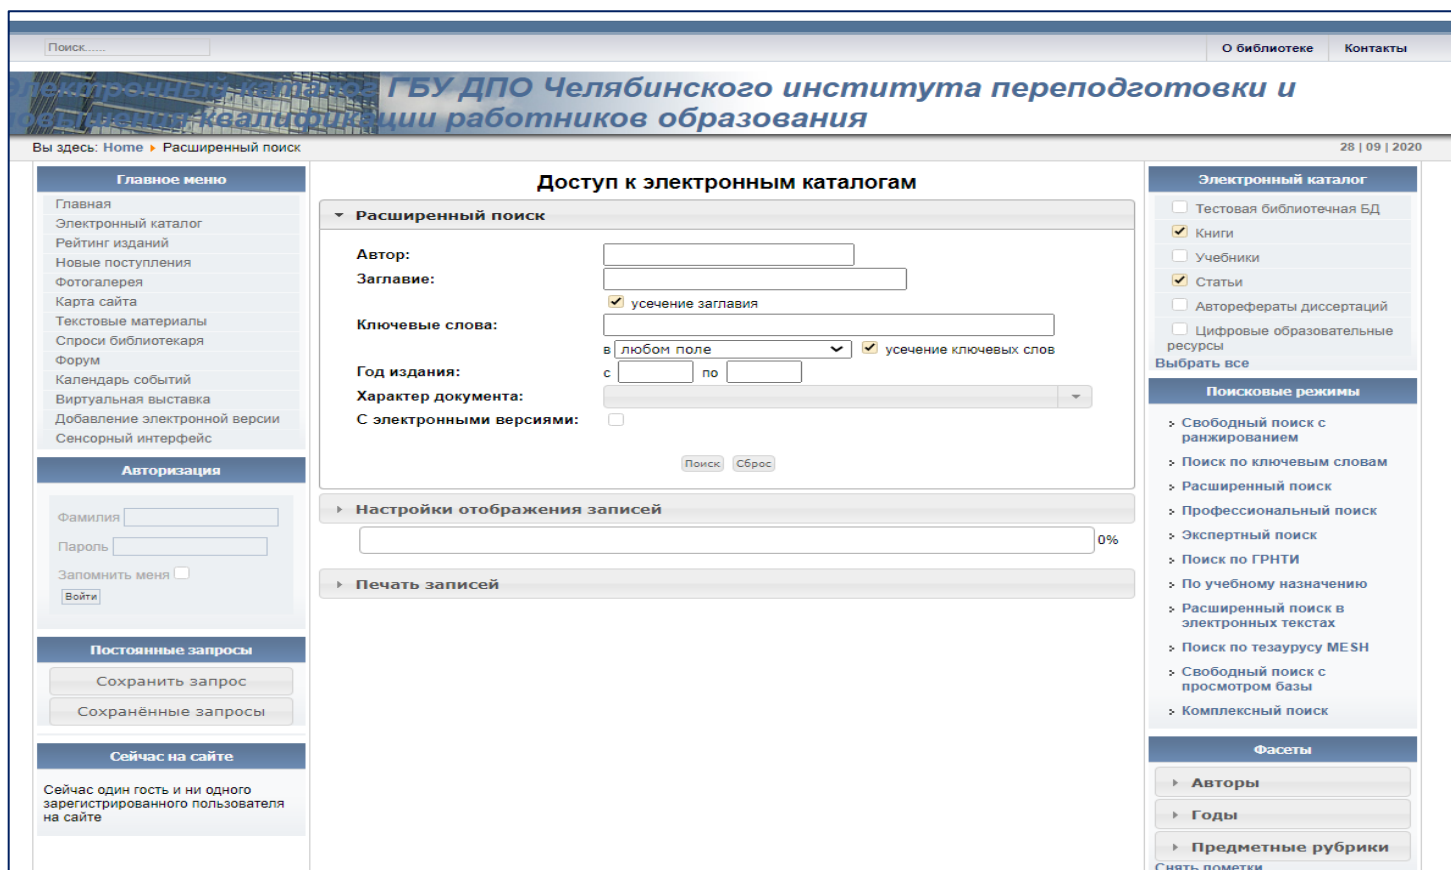 Поиск......
О библиотеке
Контакты
Электронный каталог ГБУ ДПО Челябинского института переподготовки и
повышения квалификации работников образования
Вы здесь: Home Расширенный поиск
28 | 09 | 2020
Главное меню
Главная
Электронный каталог
Рейтинг изданий
Новые поступления
Фотогалерея
Карта сайта
Текстовые материалы
Спроси библиотекаря
Форум
Календарь событий
Виртуальная выставка
Добавление электронной версии
Сенсорный интерфейс
Авторизация
Фамилия
Пароль
Запомнить меня
Войти
Постоянные запросы
Сохранить запрос
Сохранённые запросы
Сейчас на сайте
Сейчас один гость и ни одного
зарегистрированного пользователя
на сайте
Доступ к электронным каталогам
Расширенный поиск
Автор:
Заглавие:
усечение заглавия
Ключевые слова:
в любом поле усечение ключевых слов
Год издания: с по
Характер документа:
С электронными версиями:
Поиск Сброс
Настройки отображения записей
0%
Печать записей
Электронный каталог
Тестовая библиотечная БД
Книги
Учебники
Статьи
Авторефераты диссертаций
Цифровые образовательные
ресурсы
Выбрать все
Поисковые режимы
Свободный поиск с
ранжированием
Поиск по ключевым словам
Расширенный поиск
Профессиональный поиск
Экспертный поиск
Поиск по ГРНТИ
По учебному назначению
Расширенный поиск в
электронных текстах
Поиск по тезаурусу MESH
Свободный поиск с
просмотром базы
Комплексный поиск
Фасеты
Авторы
Годы
Предметные рубрики
Снять пометки